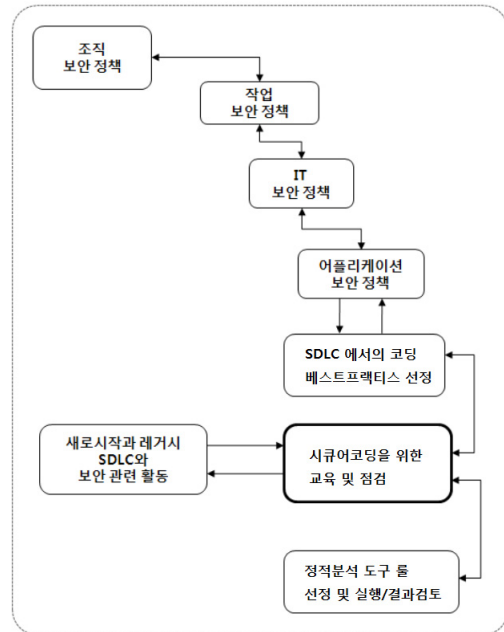 조직
보안 정책
작업
보안 정책
IT
보안 정책
어플리케이션
보안 정책
SDLC 에서의 코딩
베스트프랙티스 선정
새로시작과 레거시
SDLC와
보안 관련 활동
시큐어코딩을 위한
교육 및 점검
정적분석 도구 룰
선정 및 실행/결과검토